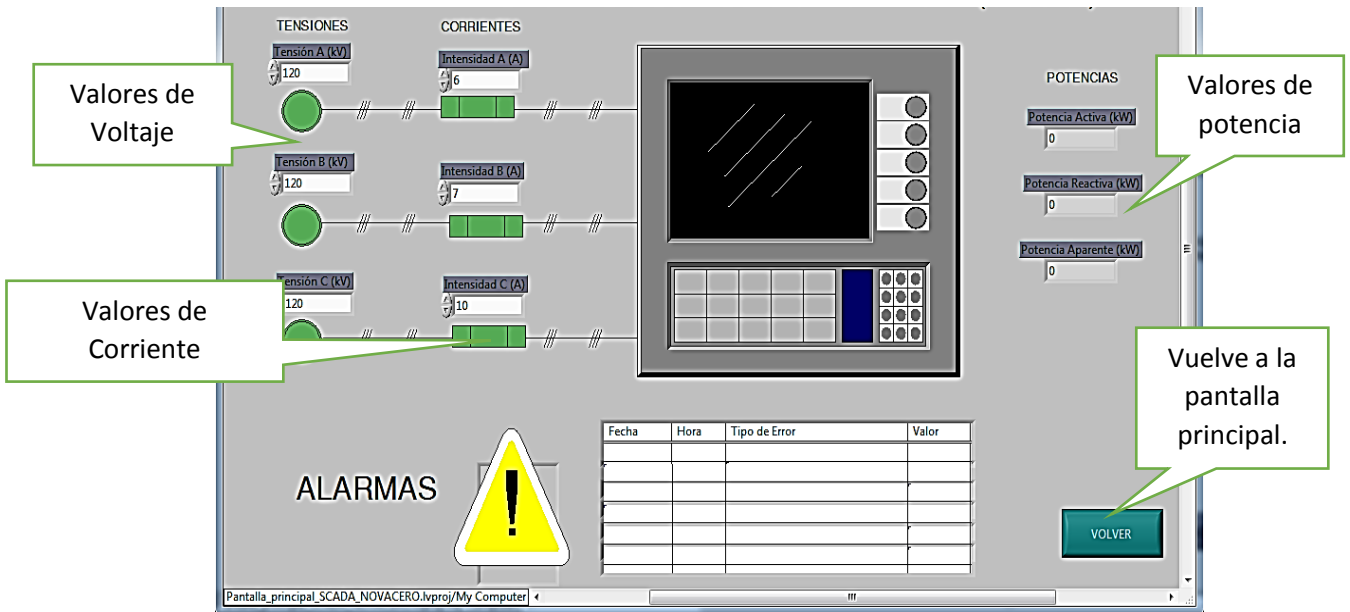 TENSIONES
CORRIENTES
Tensión A (kV)
120
Intensidad A (A)
6
Valores de
Voltaje
POTENCIAS
Valores de
potencia
Potencia Activa (kW)
0
Tensión B (kV)
120
Intensidad B (A)
7
Potencia Reactiva (kW)
0
Potencia Aparente (kW)
0
Tensión C (kV)
120
Intensidad C (A)
10
Valores de
Corriente
Vuelve a la
pantalla
principal.
Fecha Hora Tipo de Error Valor
ALARMAS
!
VOLVER
Pantalla_principal_SCADA_NOVACERO.lvproj/My Computer